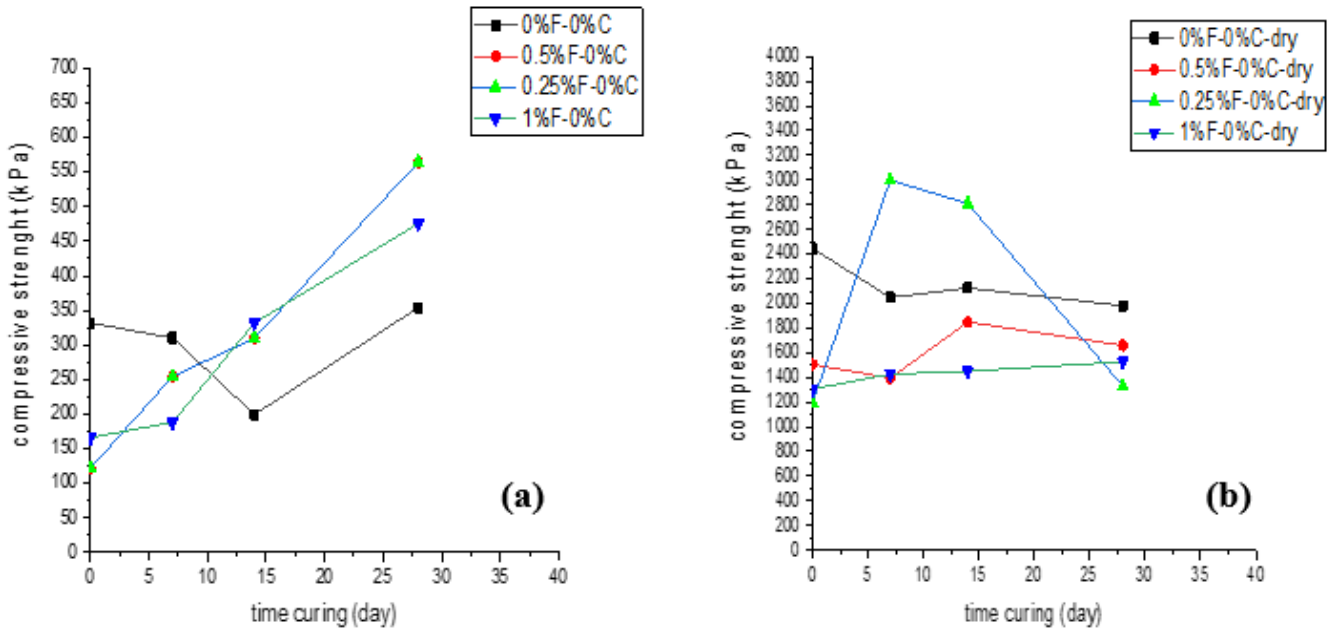 0%F-0%C
0.5%F-0%C
0.25%F-0%C
1%F-0%C
700
650
600
550
500
450
400
350
300
250
200
150
100
50
0
compressive strenght (kPa)
0 5 10 15 20 25 30 35 40
time curing (day)
(a)
0%F-0%C-dry
0.5%F-0%C-dry
0.25%F-0%C-dry
1%F-0%C-dry
4000
3800
3600
3400
3200
3000
2800
2600
2400
2200
2000
1800
1600
1400
1200
1000
800
600
400
200
0
compressive strenght (kPa)
0 5 10 15 20 25 30 35 40
time curing (day)
(b)